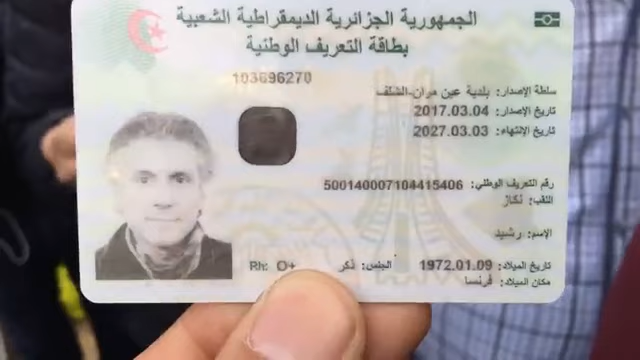 الجمهورية الجزائرية الديمقراطية الشعبية
بطاقة التعريف الوطنية
103696270
سلطة الإصدار: بلدية عين مران-الشلف
تاريخ الإصدار: 2017.03.04
تاريخ الإنتهاء: 2027.03.03
رقم التعريف الوطني: 500140007104415406
اللقب: نكاز
الإسم: رشيد
تاريخ الميلاد: 1972.01.09 الجنس: ذكر Rh: O+
مكان الميلاد: فرنسا